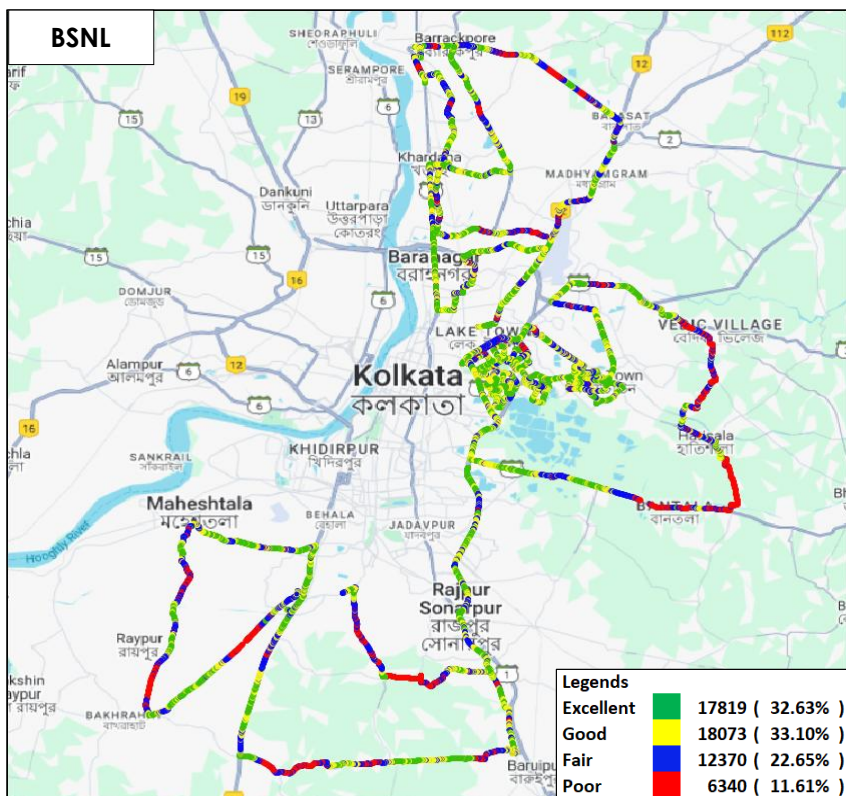 BSNL
SHEORAPHULI
শেওড়াফুলি
Barrackpore
112
SERAMPORE
শ্রীরামপুর
12
19
6
15
15
13
2
Khardaha
MADHYAMGRAM
Dankuni
ডানকুনি
Uttarpara
উত্তরপাড়া
কোতরং
15
16
Baranagar
বরাহনগর
DOMJUR
ডোমজুড়
6
LAKE TOWN
লেক
VEDIC VILLAGE
বেদিক ভিলেজ
12
Alampur
আলমপুর
6
Kolkata
কলকাতা
own
6
16
SANKRAIL
সাঁকরাইল
KHIDIRPUR
খিদিরপুর
হাতিশালা
Maheshtala
BEHALA
বেহালা
JADAVPUR
যাদবপুর
BANTALA
বানতলা
Hooghly River
Rajpur
Sonarpur
রাজপুর
সোনারপুর
Raypur
রায়পুর
1
BAKHRAHAT
বাখরাহাট
Baruipur
বারুইপুর
Legends
Excellent 17819 ( 32.63% )
Good 18073 ( 33.10% )
Fair 12370 ( 22.65% )
Poor 6340 ( 11.61% )